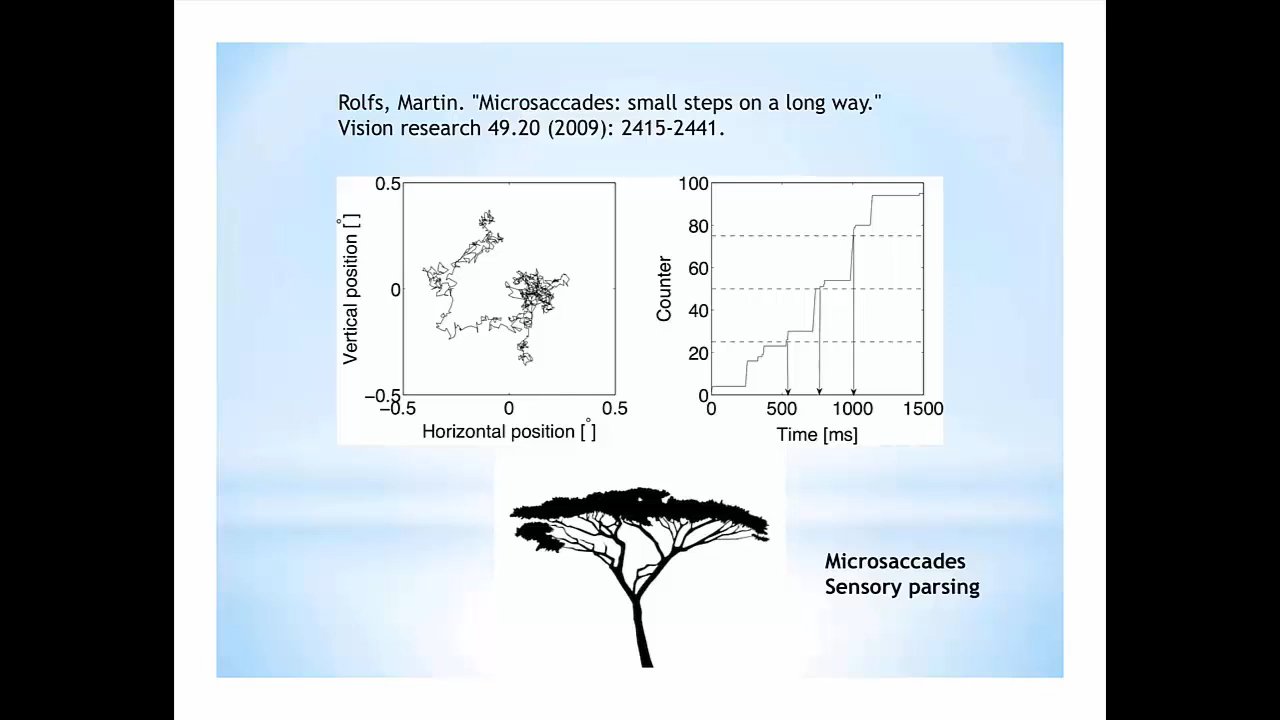 Rolfs, Martin. "Microsaccades: small steps on a long way."
Vision research 49.20 (2009): 2415-2441.
0.5
0
−0.5
Vertical position [°]
−0.5 0 0.5
Horizontal position [°]
100
80
60
40
20
0
Counter
0 500 1000 1500
Time [ms]
Microsaccades
Sensory parsing